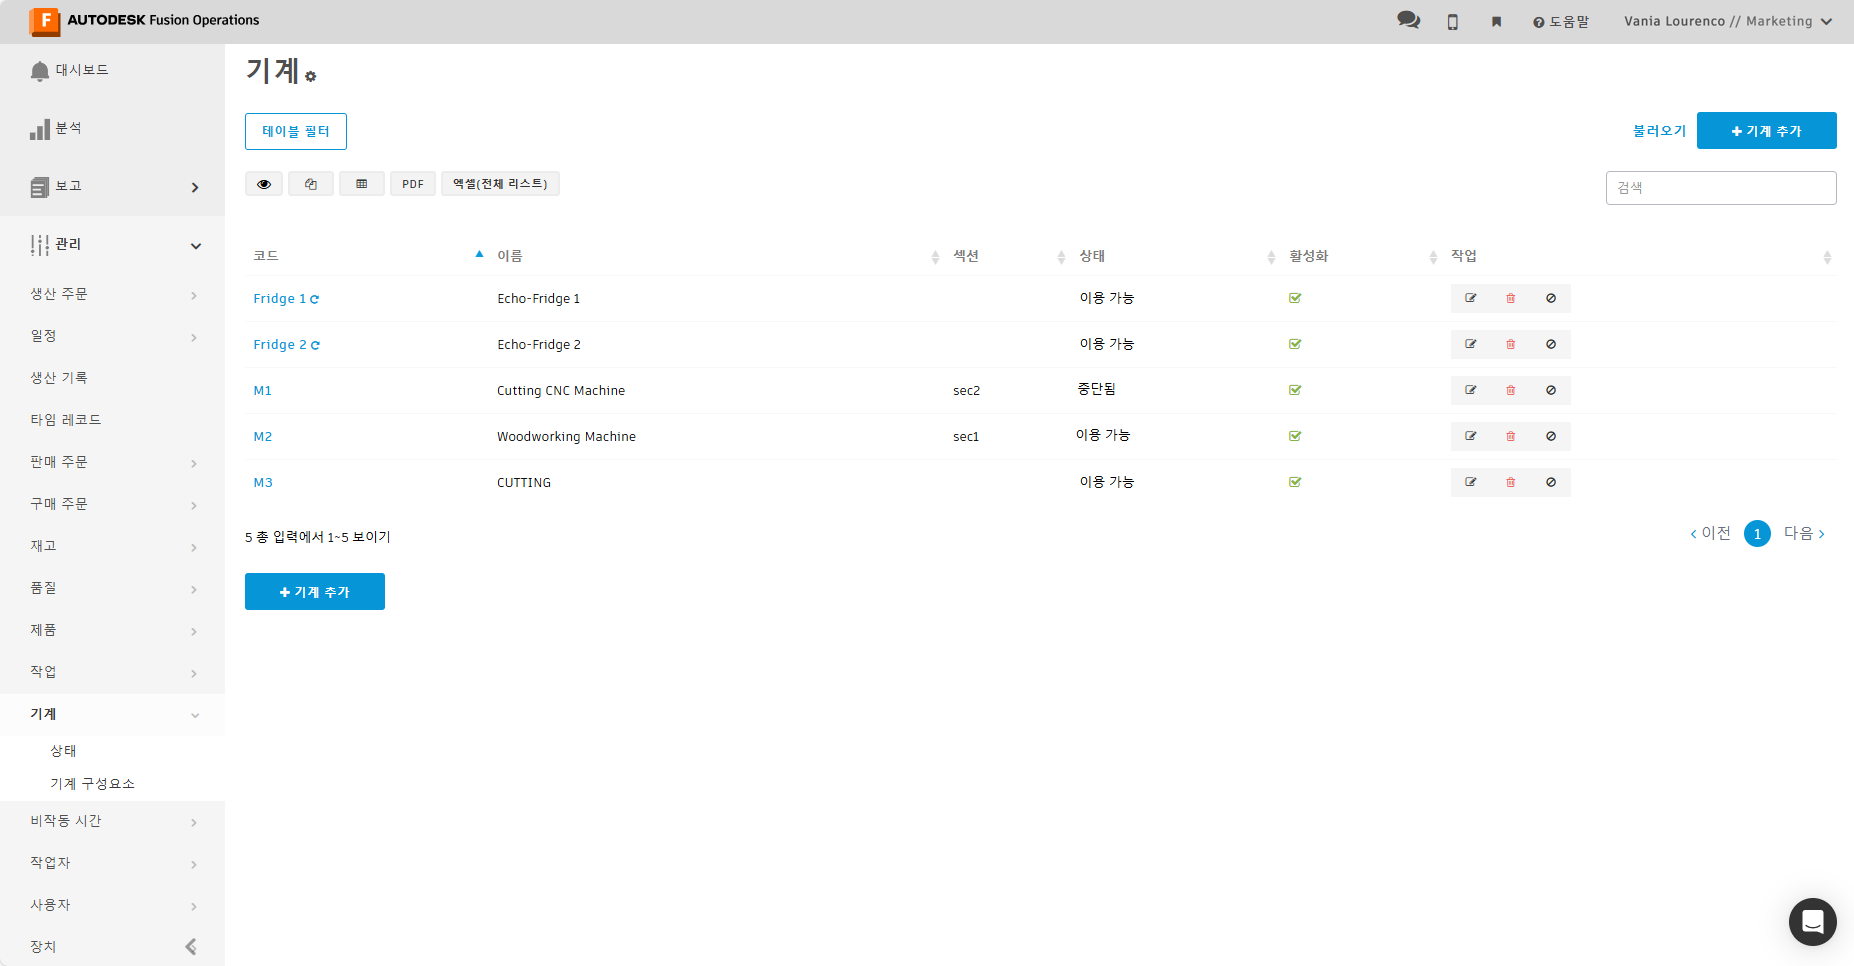 AUTODESK Fusion Operations
도움말
Vania Lourenco // Marketing
대시보드
분석
보고
관리
생산 주문
일정
생산 기록
타임 레코드
판매 주문
구매 주문
재고
품질
제품
작업
기계
상태
기계 구성요소
비작동 시간
작업자
사용자
장치
기계
테이블 필터
불러오기
기계 추가
PDF
엑셀(전체 리스트)
검색
코드 이름 섹션 상태 활성화 작업
Fridge 1 Echo-Fridge 1 이용 가능
Fridge 2 Echo-Fridge 2 이용 가능
M1 Cutting CNC Machine sec2 중단됨
M2 Woodworking Machine sec1 이용 가능
M3 CUTTING 이용 가능
5 총 입력에서 1~5 보이기
이전 1 다음
기계 추가